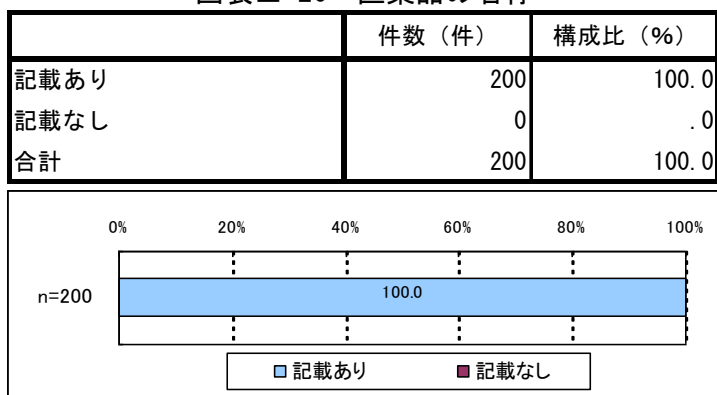 件数（件） 構成比（％）
記載あり 200 100.0
記載なし 0 .0
合計 200 100.0
0% 20% 40% 60% 80% 100%
n=200 100.0
記載あり 記載なし